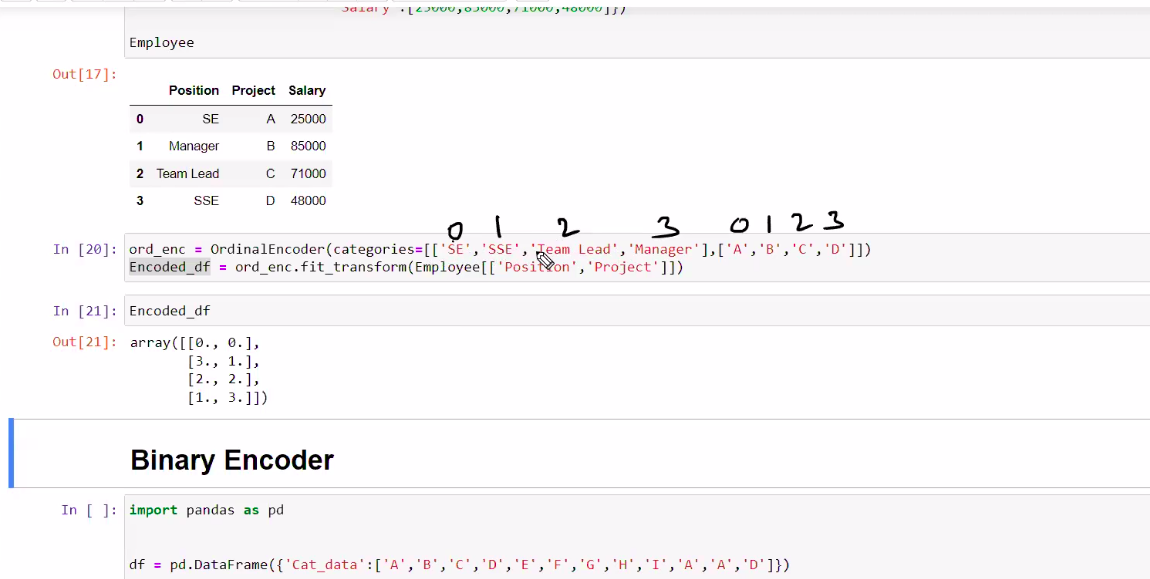 Salary':[25000,85000,71000,48000]})
Employee
Out[17]:
Position Project Salary
0 SE A 25000
1 Manager B 85000
2 Team Lead C 71000
3 SSE D 48000
0 1 2 3 0 1 2 3
In [20]: ord_enc = OrdinalEncoder(categories=[['SE','SSE','Team Lead','Manager'],['A','B','C','D']])
Encoded_df = ord_enc.fit_transform(Employee[['Position','Project']])
In [21]: Encoded_df
Out[21]: array([[0., 0.],
[3., 1.],
[2., 2.],
[1., 3.]])
Binary Encoder
In [ ]: import pandas as pd
df = pd.DataFrame({'Cat_data':['A','B','C','D','E','F','G','H','I','A','A','D']})